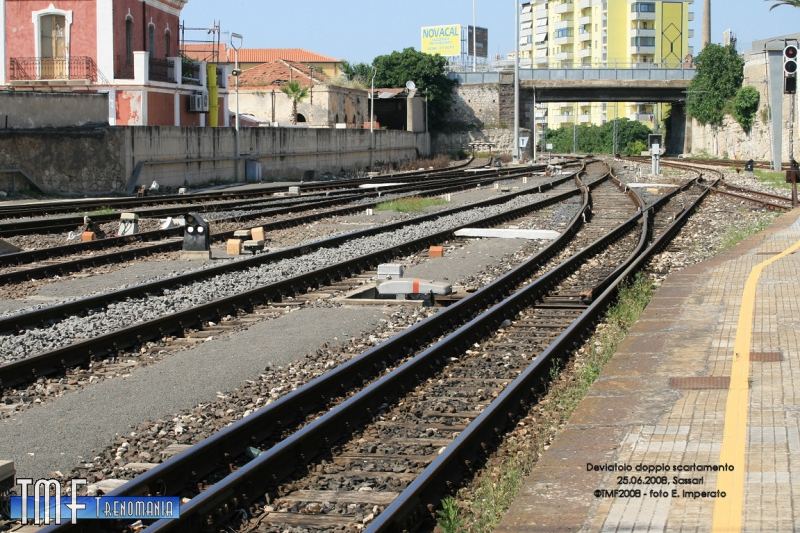 NOVACAL
Deviatoio doppio scartamento
25.06.2008, Sassari
©TMF2008 - foto E. Imperato
TMF TRENOMANIA